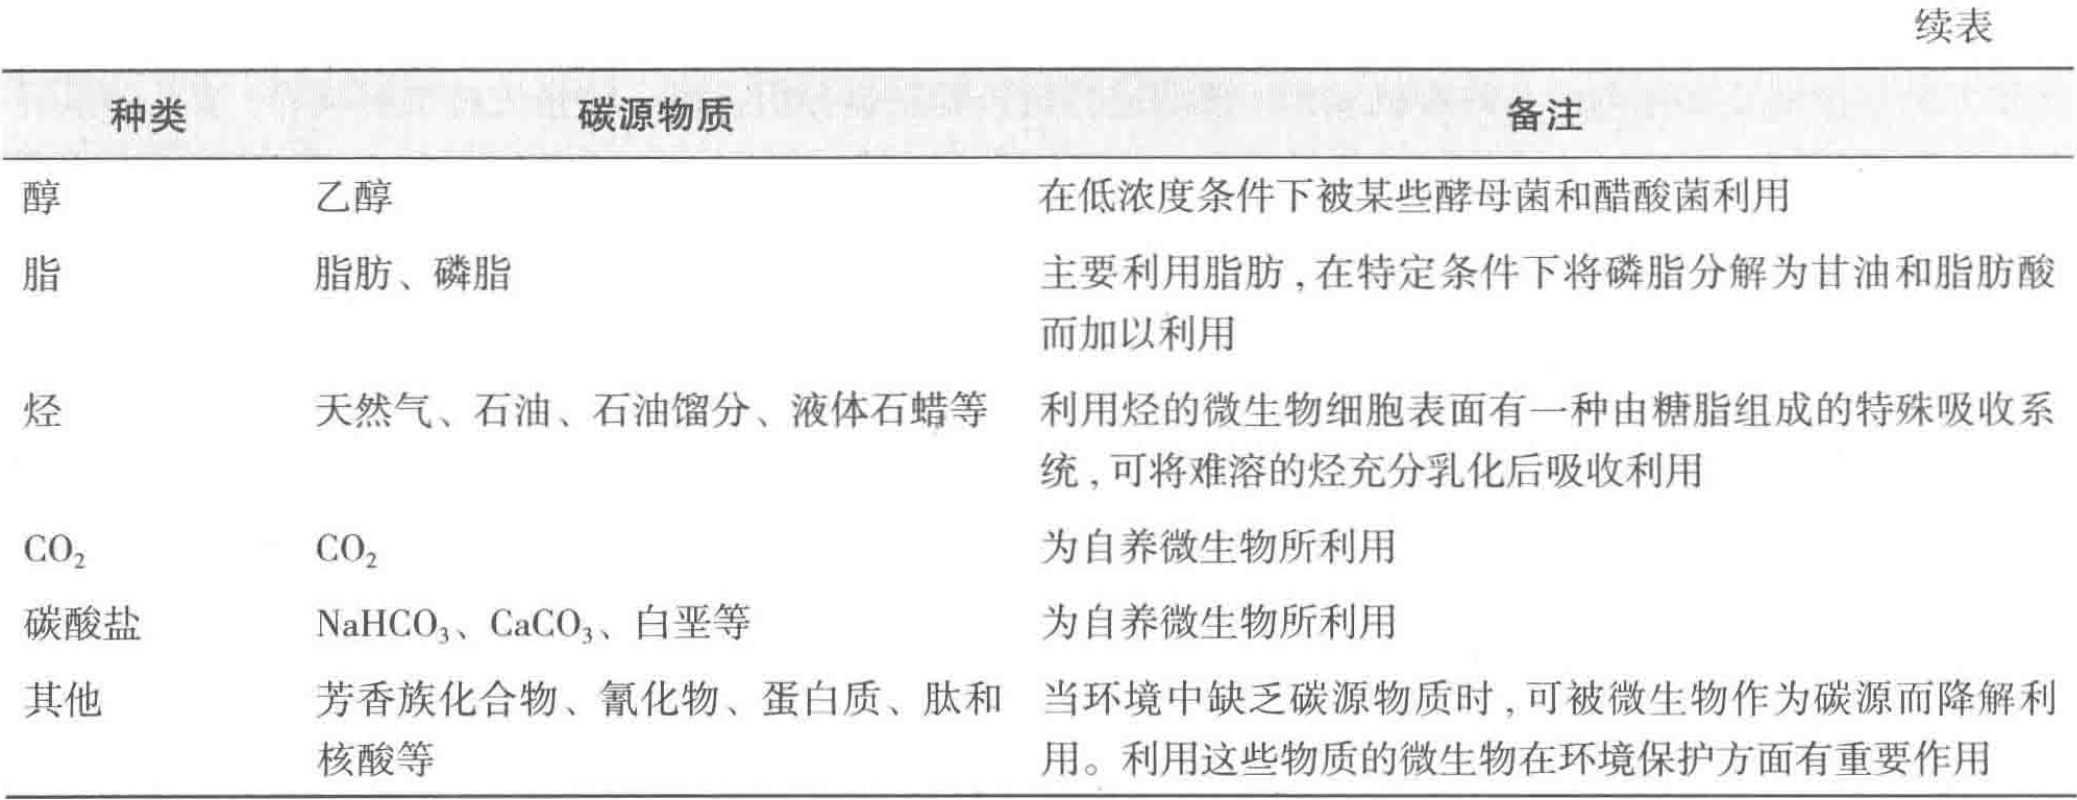 续表
种类 碳源物质 备注
醇 乙醇 在低浓度条件下被某些酵母菌和醋酸菌利用
脂 脂肪、磷脂 主要利用脂肪,在特定条件下将磷脂分解为甘油和脂肪酸
而加以利用
烃 天然气、石油、石油馏分、液体石蜡等 利用烃的微生物细胞表面有一种由糖脂组成的特殊吸收系
统,可将难溶的烃充分乳化后吸收利用
CO₂ CO₂ 为自养微生物所利用
碳酸盐 NaHCO₃、CaCO₃、白垩等 为自养微生物所利用
其他 芳香族化合物、氰化物、蛋白质、肽和 当环境中缺乏碳源物质时,可被微生物作为碳源而降解利
核酸等 用。利用这些物质的微生物在环境保护方面有重要作用